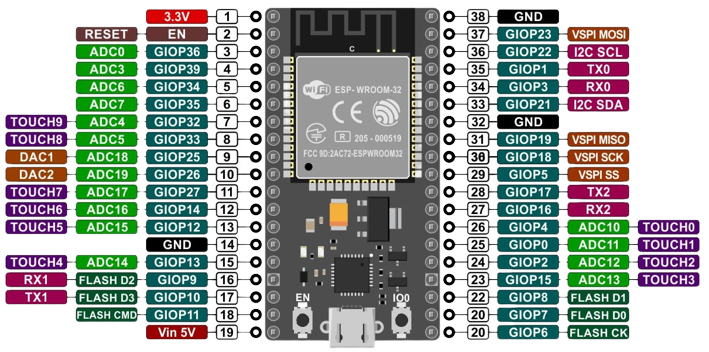 3.3V 1
RESET EN 2
ADC0 GIOP36 3
ADC3 GIOP39 4
ADC6 GIOP34 5
ADC7 GIOP35 6
TOUCH9 ADC4 GIOP32 7
TOUCH8 ADC5 GIOP33 8
DAC1 ADC18 GIOP25 9
DAC2 ADC19 GIOP26 10
TOUCH7 ADC17 GIOP27 11
TOUCH6 ADC16 GIOP14 12
TOUCH5 ADC15 GIOP12 13
GND 14
TOUCH4 ADC14 GIOP13 15
RX1 FLASH D2 GIOP9 16
TX1 FLASH D3 GIOP10 17
FLASH CMD GIOP11 18
Vin 5V 19
C
WiFi ESP-WROOM-32
CE
R 205-000519
FCC 9D:2AC72-ESPWROOM32
EN IO0
38 GND
37 GIOP23 VSPI MOSI
36 GIOP22 I2C SCL
35 GIOP1 TX0
34 GIOP3 RX0
33 GIOP21 I2C SDA
32 GND
31 GIOP19 VSPI MISO
30 GIOP18 VSPI SCK
29 GIOP5 VSPI SS
28 GIOP17 TX2
27 GIOP16 RX2
26 GIOP4 ADC10 TOUCH0
25 GIOP0 ADC11 TOUCH1
24 GIOP2 ADC12 TOUCH2
23 GIOP15 ADC13 TOUCH3
22 GIOP8 FLASH D1
20 GIOP7 FLASH D0
20 GIOP6 FLASH CK